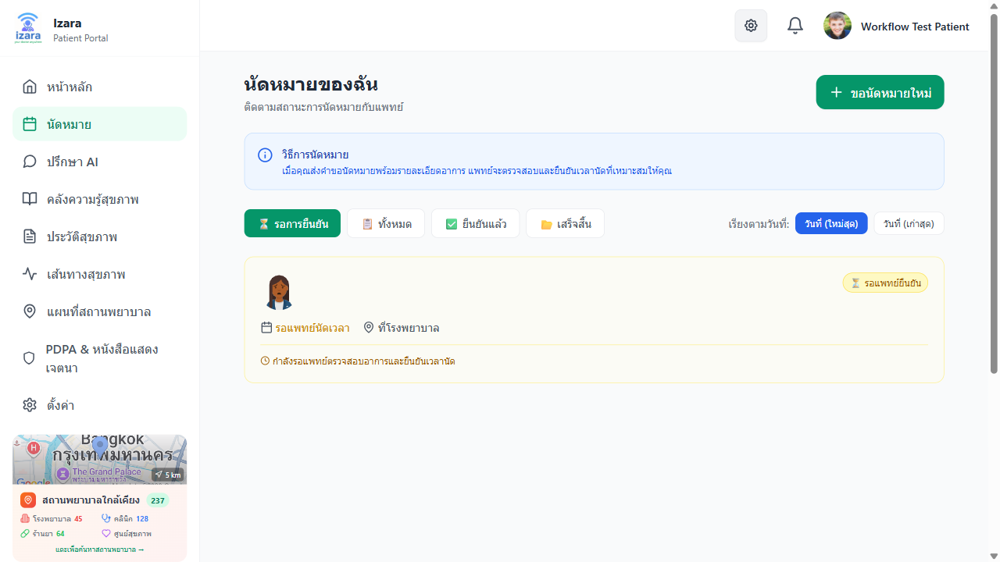 izara
Izara
Patient Portal
Workflow Test Patient
หน้าหลัก
นัดหมาย
ปรึกษา AI
คลังความรู้สุขภาพ
ประวัติสุขภาพ
เส้นทางสุขภาพ
แผนที่สถานพยาบาล
PDPA & หนังสือแสดง
เจตนา
ตั้งค่า
Bangkok
กรุงเทพมหานคร
H
The Grand Palace
5 km
Google
สถานพยาบาลใกล้เคียง 237
โรงพยาบาล 45
คลินิก 128
ร้านยา 64
ศูนย์สุขภาพ
แตะเพื่อค้นหาสถานพยาบาล →
นัดหมายของฉัน
ติดตามสถานะการนัดหมายกับแพทย์
ขอนัดหมายใหม่
วิธีการนัดหมาย
เมื่อคุณส่งคำขอนัดหมายพร้อมรายละเอียดอาการ แพทย์จะตรวจสอบและยืนยันเวลานัดที่เหมาะสมให้คุณ
รอการยืนยัน
ทั้งหมด
ยืนยันแล้ว
เสร็จสิ้น
เรียงตามวันที่:
วันที่ (ใหม่สุด)
วันที่ (เก่าสุด)
รอแพทย์ยืนยัน
รอแพทย์นัดเวลา
ที่โรงพยาบาล
กำลังรอแพทย์ตรวจสอบอาการและยืนยันเวลานัด